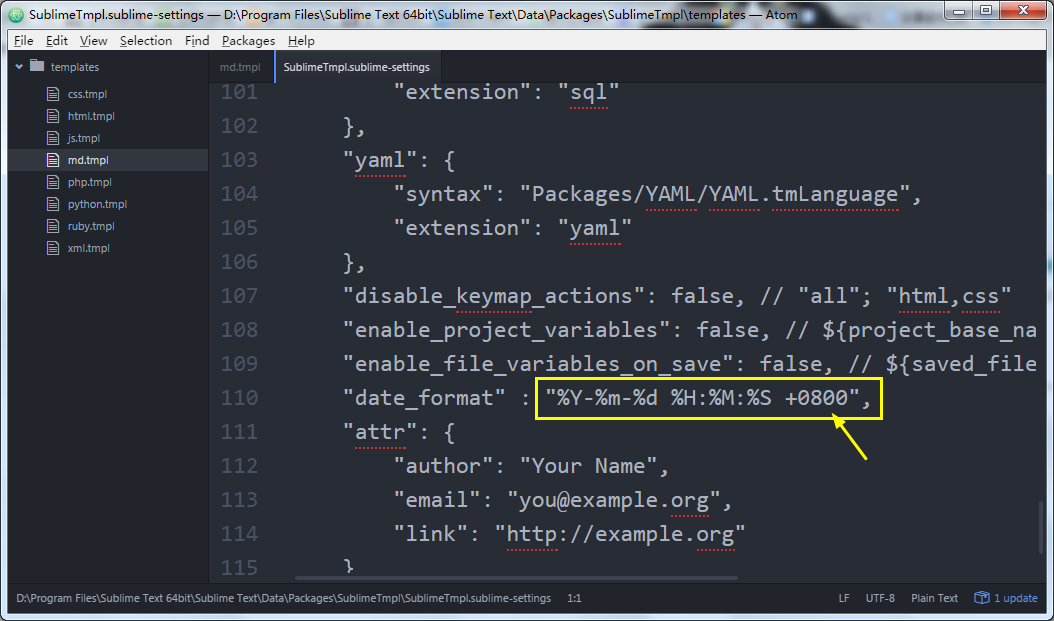 SublimeTmpl.sublime-settings — D:\Program Files\Sublime Text 64bit\Sublime Text\Data\Packages\SublimeTmpl\templates — Atom
File Edit View Selection Find Packages Help
templates
css.tmpl
html.tmpl
js.tmpl
md.tmpl
php.tmpl
python.tmpl
ruby.tmpl
xml.tmpl
md.tmpl SublimeTmpl.sublime-settings
101 "extension": "sql"
102 },
103 "yaml": {
104 "syntax": "Packages/YAML/YAML.tmLanguage",
105 "extension": "yaml"
106 },
107 "disable_keymap_actions": false, // "all"; "html,css"
108 "enable_project_variables": false, // ${project_base_na
109 "enable_file_variables_on_save": false, // ${saved_file
110 "date_format" : "%Y-%m-%d %H:%M:%S +0800",
111 "attr": {
112 "author": "Your Name",
113 "email": "you@example.org",
114 "link": "http://example.org"
115 }
D:\Program Files\Sublime Text 64bit\Sublime Text\Data\Packages\SublimeTmpl\SublimeTmpl.sublime-settings 1:1 LF UTF-8 Plain Text 1 update